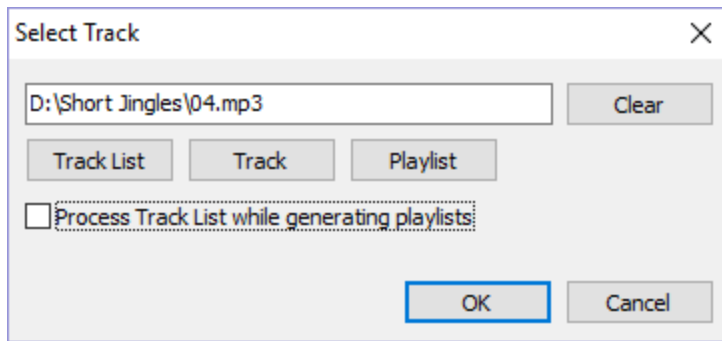 Select Track
D:\Short Jingles\04.mp3 Clear
Track List Track Playlist
Process Track List while generating playlists
OK Cancel